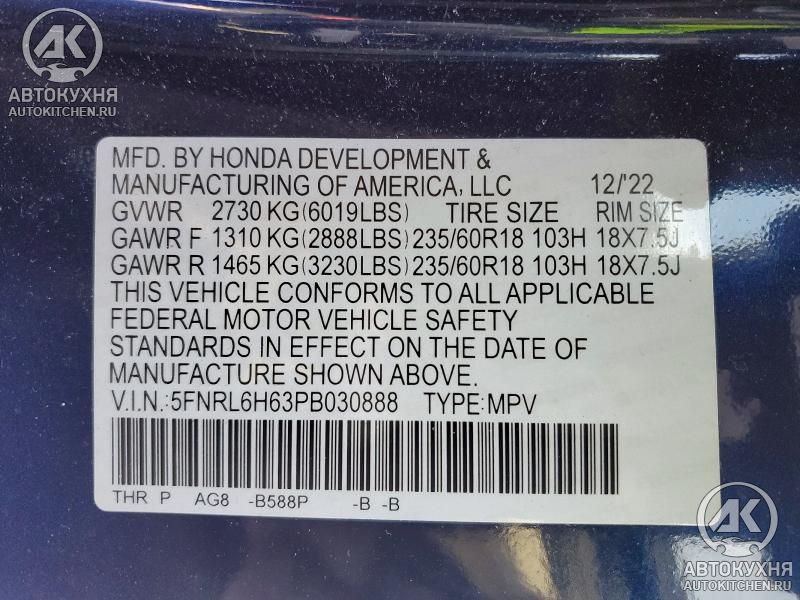 АК
АВТОКУХНЯ
AUTOKITCHEN.RU
MFD. BY HONDA DEVELOPMENT &
MANUFACTURING OF AMERICA, LLC 12/'22
GVWR 2730 KG(6019LBS) TIRE SIZE RIM SIZE
GAWR F 1310 KG(2888LBS) 235/60R18 103H 18X7.5J
GAWR R 1465 KG(3230LBS) 235/60R18 103H 18X7.5J
THIS VEHICLE CONFORMS TO ALL APPLICABLE
FEDERAL MOTOR VEHICLE SAFETY
STANDARDS IN EFFECT ON THE DATE OF
MANUFACTURE SHOWN ABOVE.
V.I.N.:5FNRL6H63PB030888 TYPE:MPV
THR P AG8 -B588P -B -B
АК
АВТОКУХНЯ
AUTOKITCHEN.RU